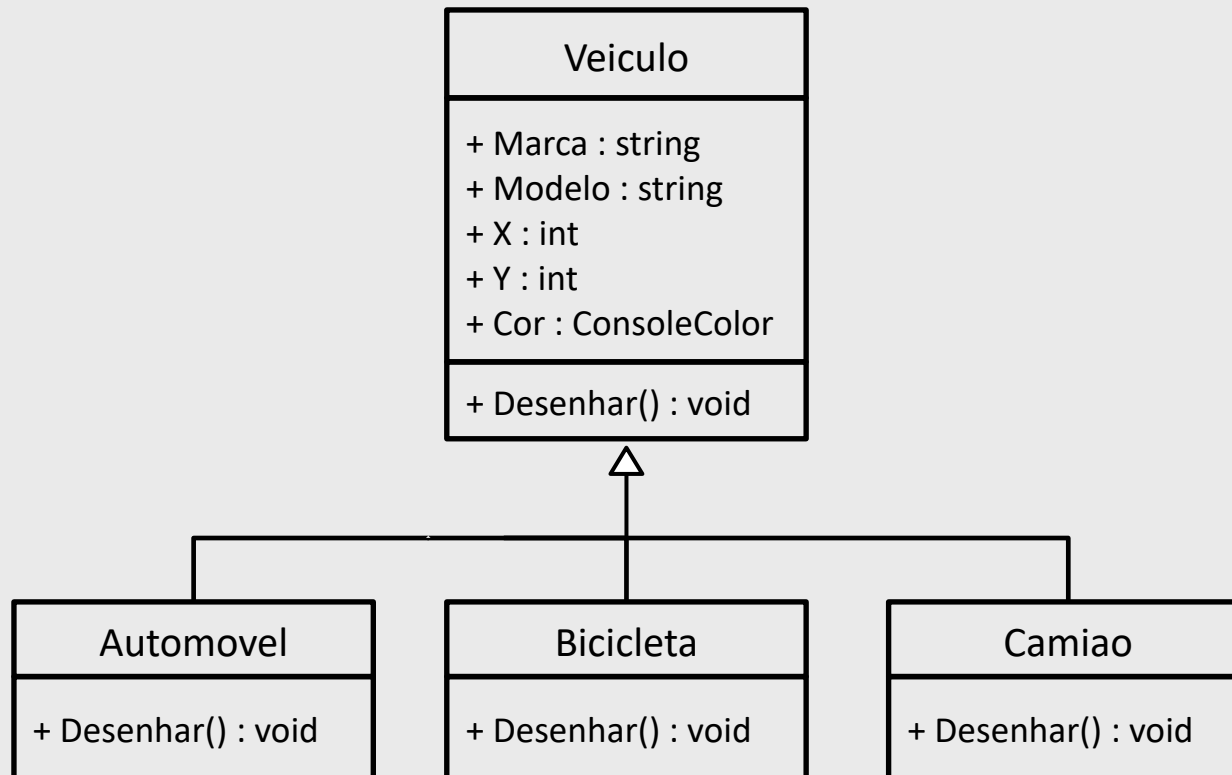 Veiculo
+ Marca : string
+ Modelo : string
+ X : int
+ Y : int
+ Cor : ConsoleColor
+ Desenhar() : void
Automovel
+ Desenhar() : void
Bicicleta
+ Desenhar() : void
Camiao
+ Desenhar() : void